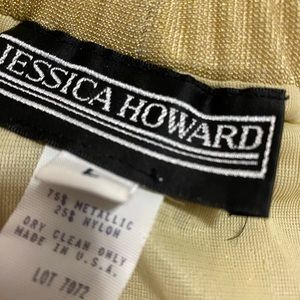 JESSICA HOWARD
L
75% METALLIC
25% NYLON
DRY CLEAN ONLY
MADE IN U.S.A.
LOT 7072